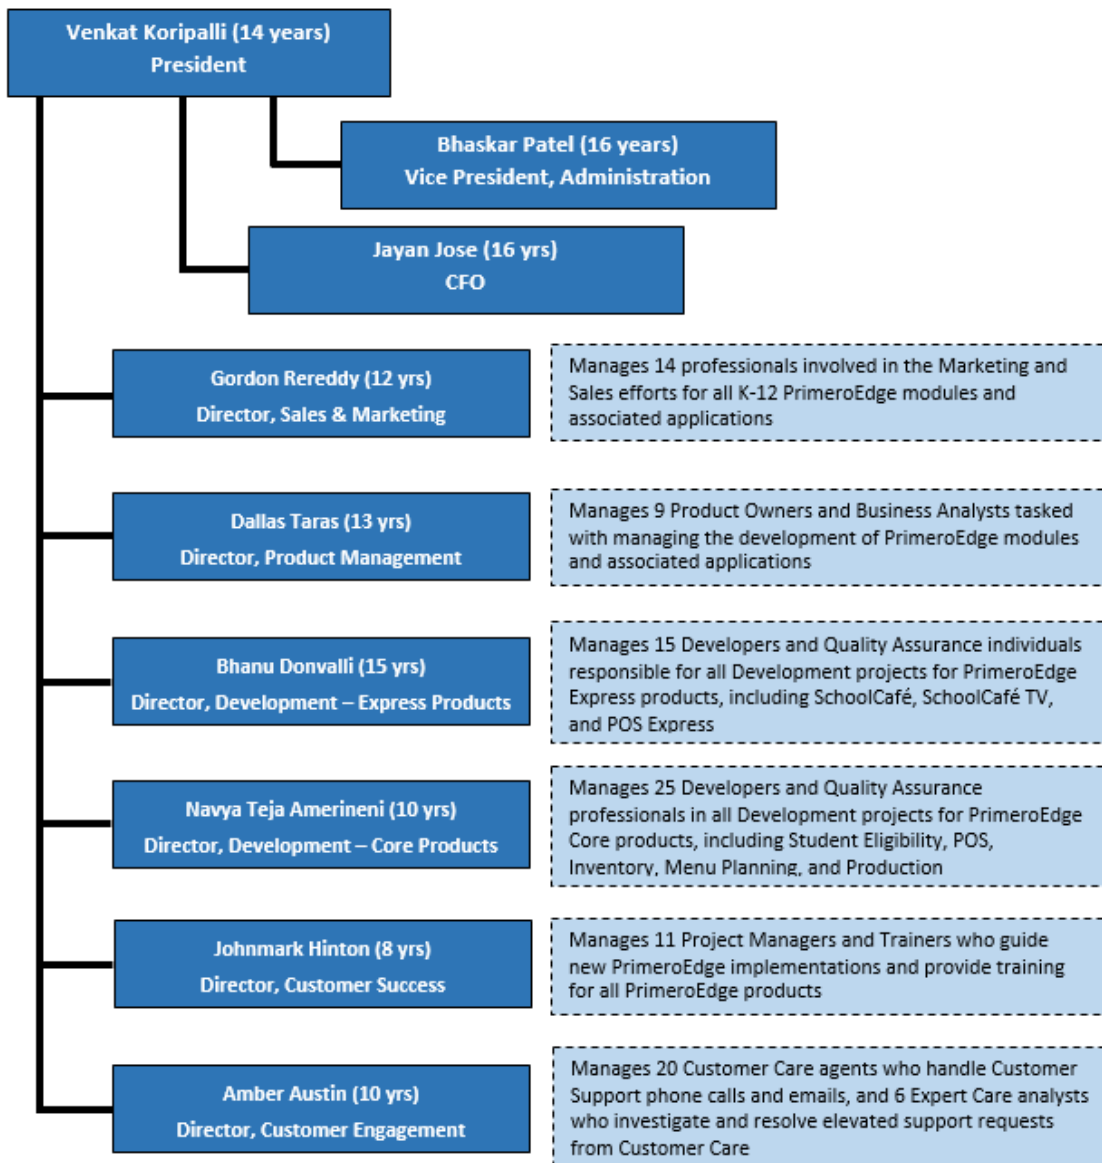 Venkat Koripalli (14 years)
President
Bhaskar Patel (16 years)
Vice President, Administration
Jayan Jose (16 yrs)
CFO
Gordon Rereddy (12 yrs)
Director, Sales & Marketing
Manages 14 professionals involved in the Marketing and
Sales efforts for all K-12 PrimeroEdge modules and
associated applications
Dallas Taras (13 yrs)
Director, Product Management
Manages 9 Product Owners and Business Analysts tasked
with managing the development of PrimeroEdge modules
and associated applications
Bhanu Donvalli (15 yrs)
Director, Development – Express Products
Manages 15 Developers and Quality Assurance individuals
responsible for all Development projects for PrimeroEdge
Express products, including SchoolCafé, SchoolCafé TV,
and POS Express
Navya Teja Amerineni (10 yrs)
Director, Development – Core Products
Manages 25 Developers and Quality Assurance
professionals in all Development projects for PrimeroEdge
Core products, including Student Eligibility, POS,
Inventory, Menu Planning, and Production
Johnmark Hinton (8 yrs)
Director, Customer Success
Manages 11 Project Managers and Trainers who guide
new PrimeroEdge implementations and provide training
for all PrimeroEdge products
Amber Austin (10 yrs)
Director, Customer Engagement
Manages 20 Customer Care agents who handle Customer
Support phone calls and emails, and 6 Expert Care analysts
who investigate and resolve elevated support requests
from Customer Care